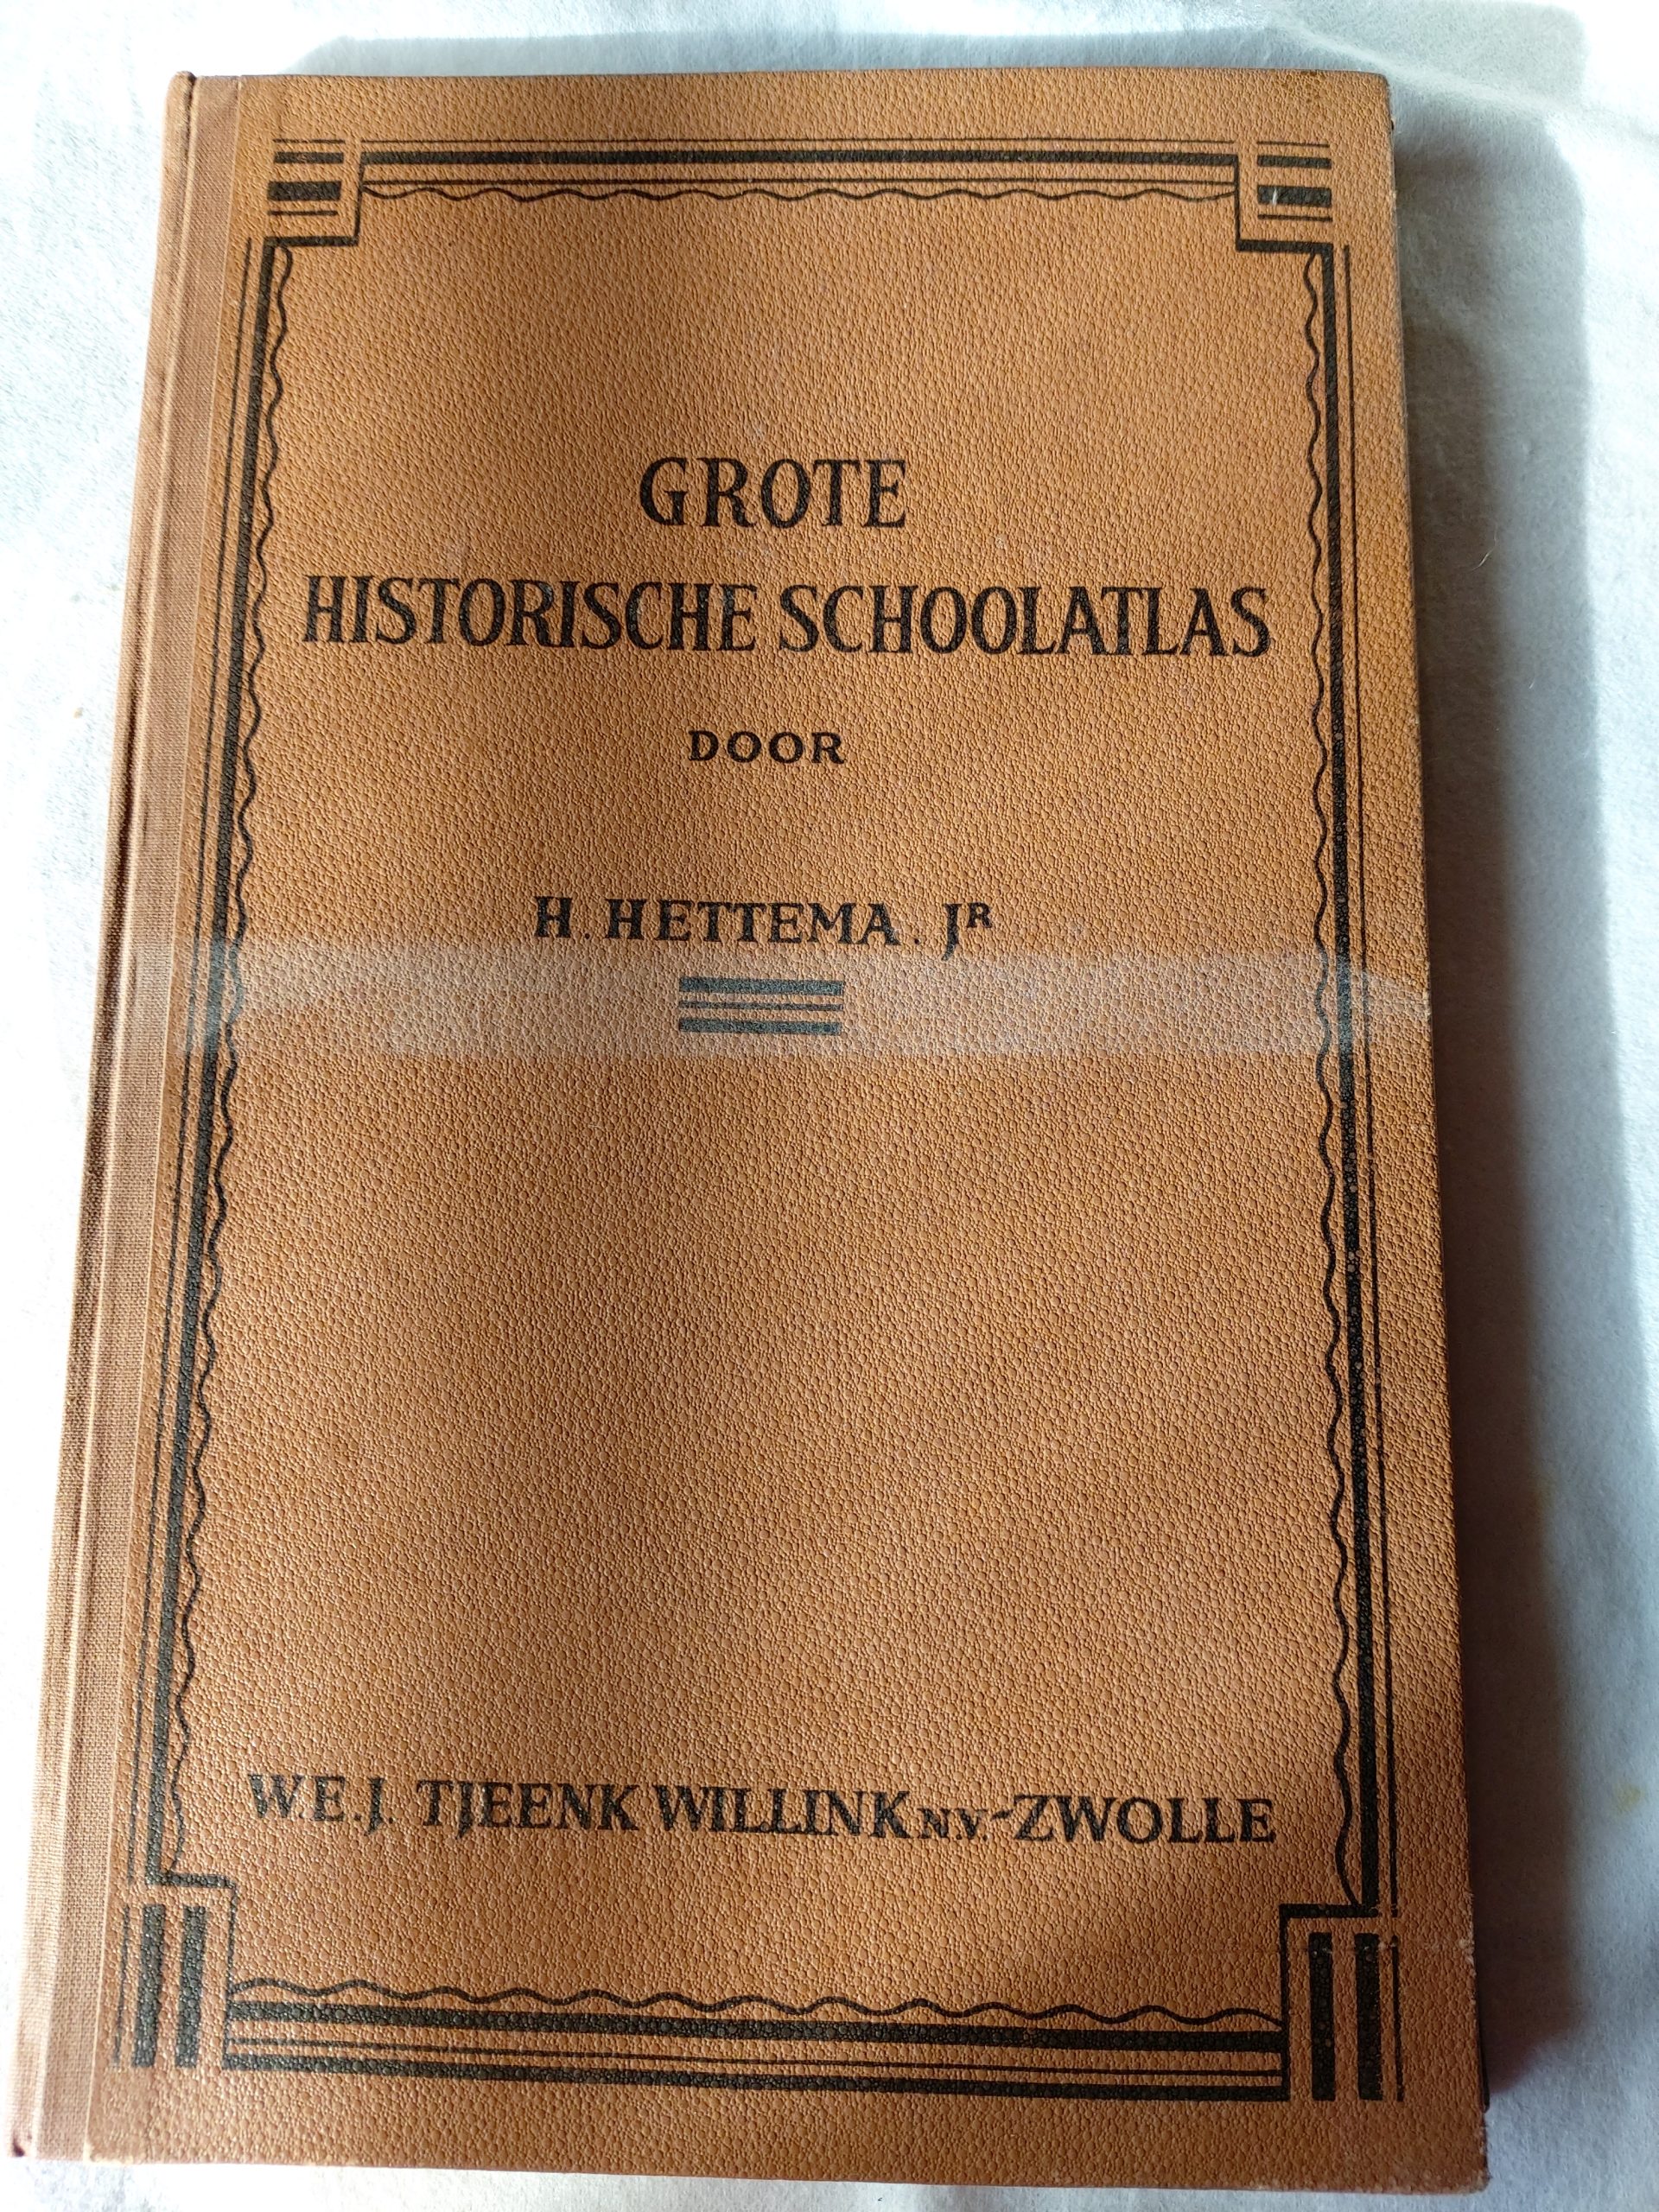 GROTE
HISTORISCHE SCHOOLATLAS
DOOR
H. HETTEMA. JR
W.E.J. TJEENK WILLINK N.V.-ZWOLLE